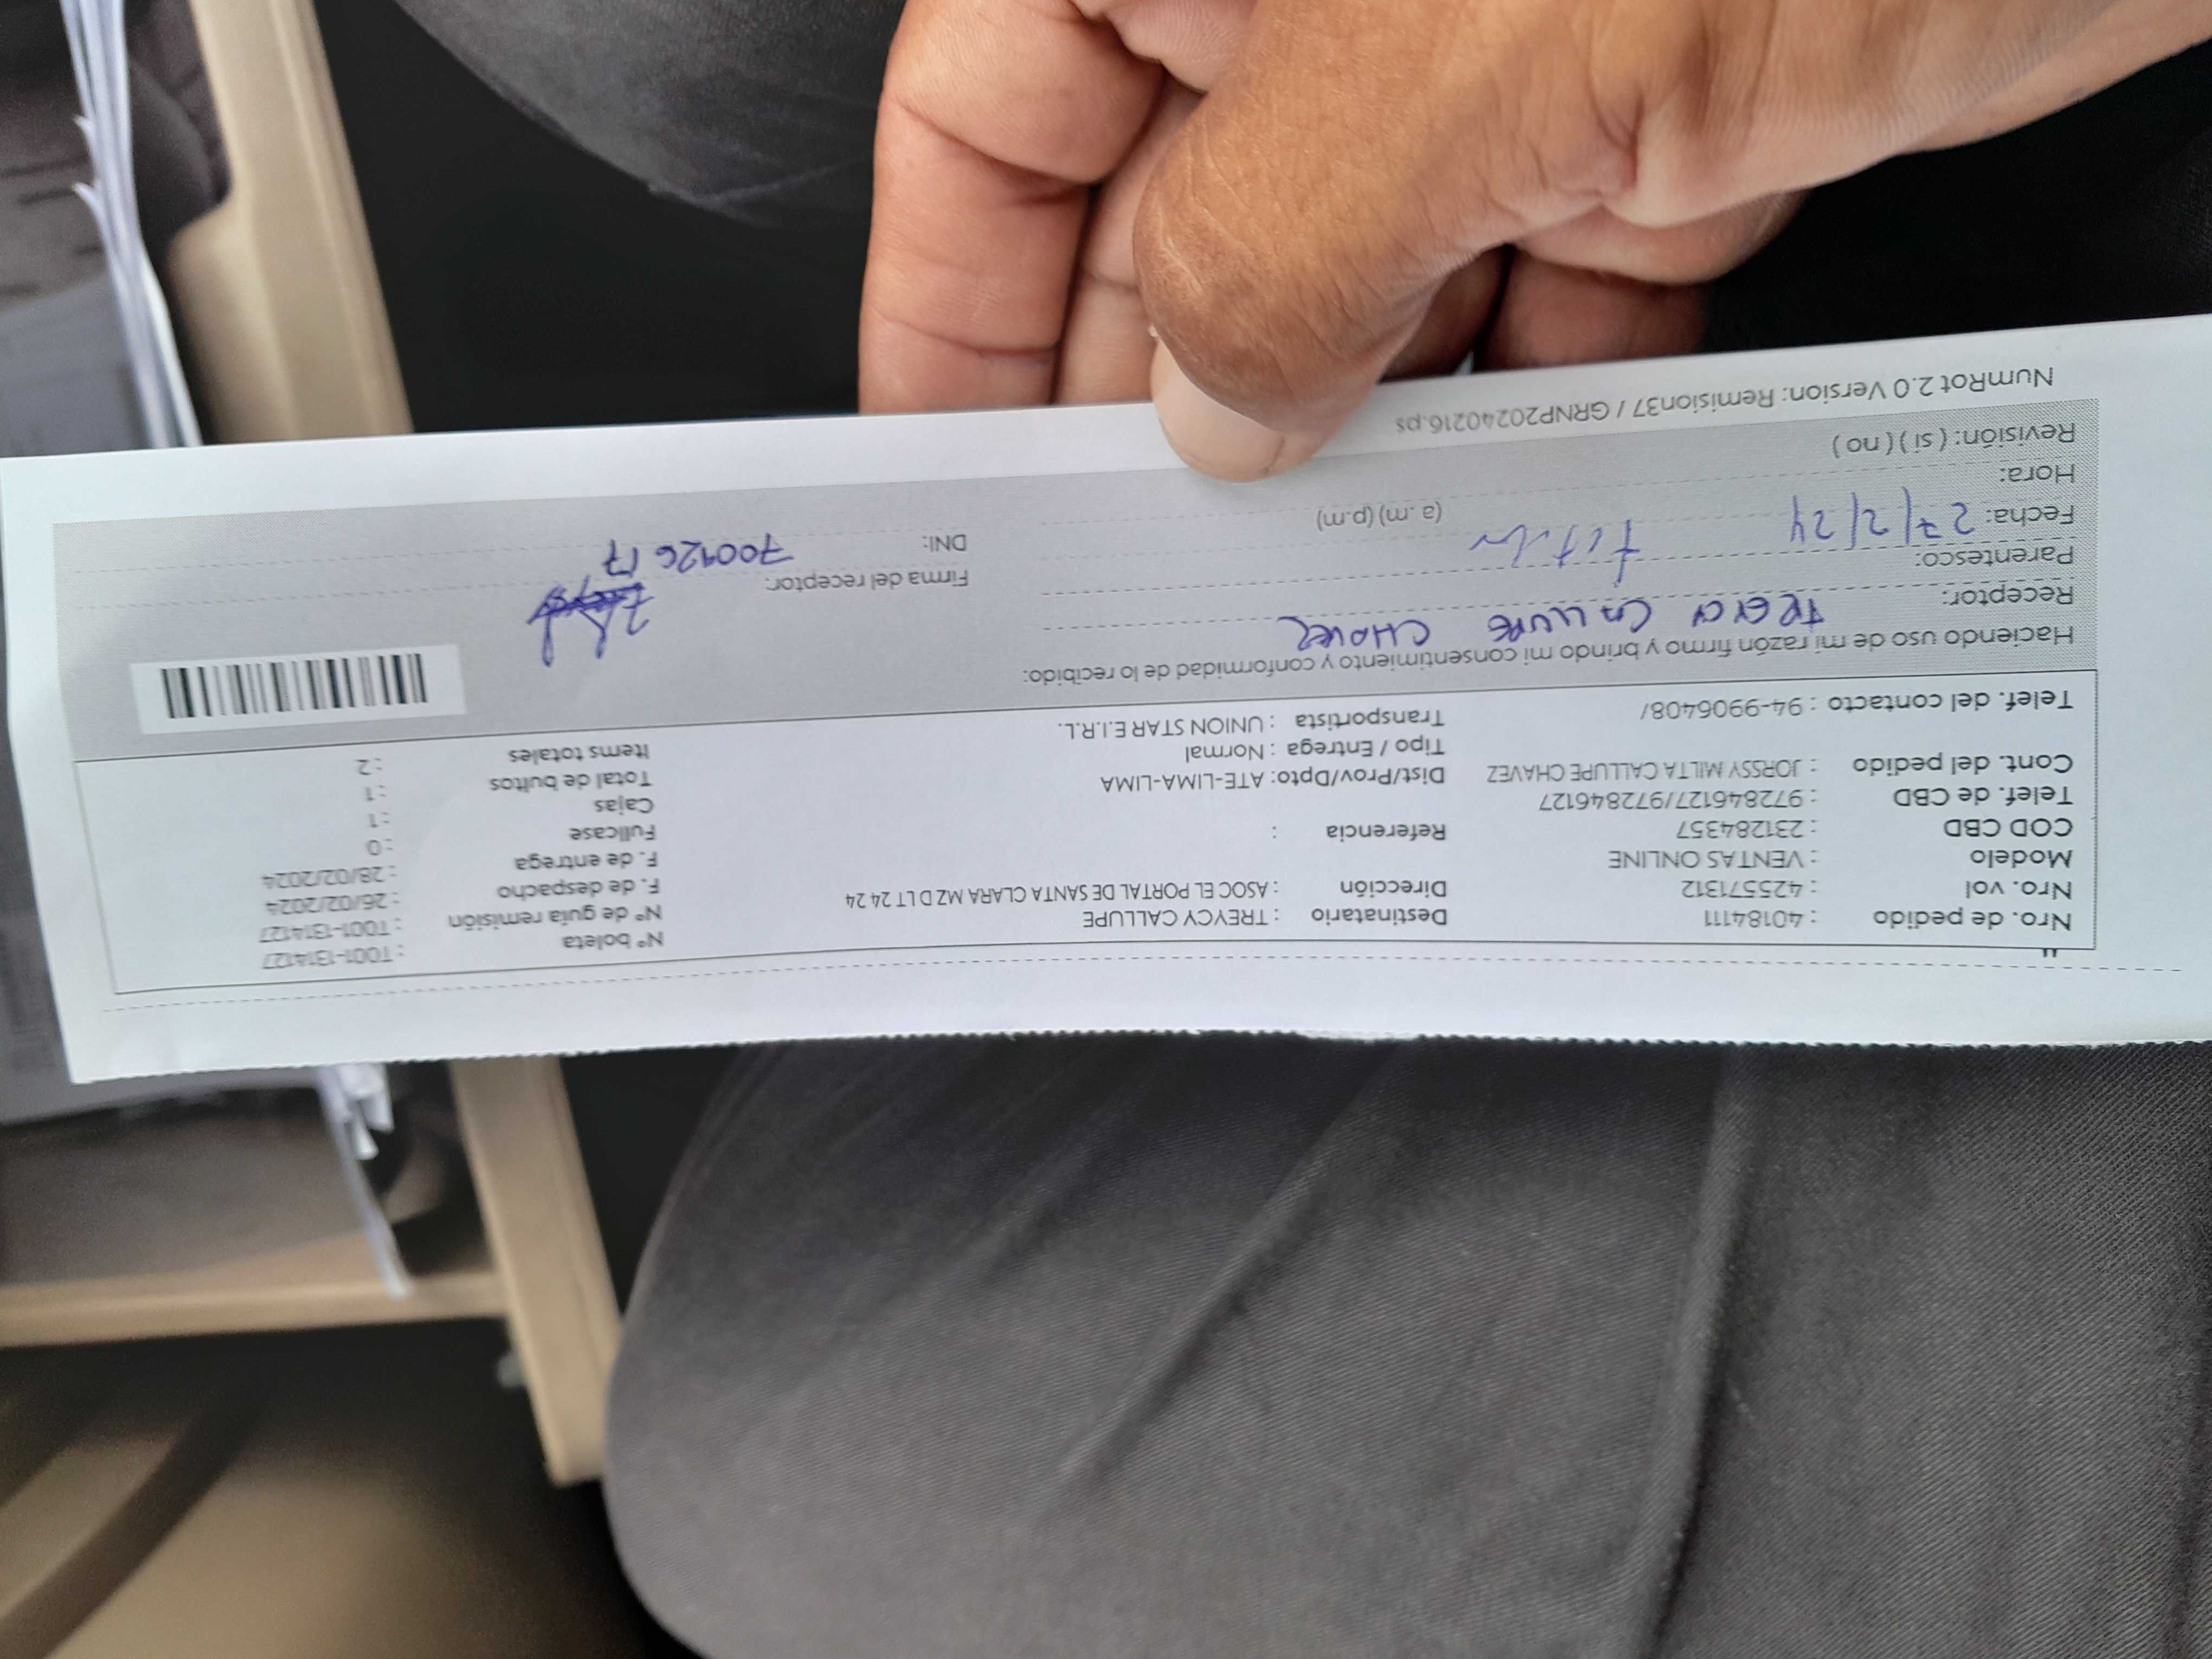 Nro. de pedido : 40184111
Nro. vol : 42557131​2
Modelo : VENTAS ONLINE
COD CBD : 231284357
Telef. de CBD : 972846127/972846127
Cont. del pedido : JORSSY MILTA CALLUPE CHAVEZ
Telef. del contacto : 94-9906408/
Destinatario : TREYCY CALLUPE
Dirección : ASOC EL PORTAL DE SANTA CLARA MZ D LT 24 24
Referencia :
Dist/Prov/Dpto: ATE-LIMA-LIMA
Tipo / Entrega : Normal
Transportista : UNION STAR E.I.R.L.
N° boleta : T001-1314127
N° de guía remisión : T001-1314127
F. de despacho : 26/02/2024
F. de entrega : 28/02/2024
Fullcase : 0
Cajas : 1
Total de bultos : 1
Items totales : 2
Haciendo uso de mi razón firmo y brindo mi consentimiento y conformidad de lo recibido:
Receptor: TREYCY CALLUPE CHAVEZ
Parentesco: titular
Fecha: 27/2/24
Hora: (a.m) (p.m)
Revisión: ( si ) ( no )
Firma del receptor:
DNI:
NumRot 2.0 Version: Remision37 / GRNP20240216.ps